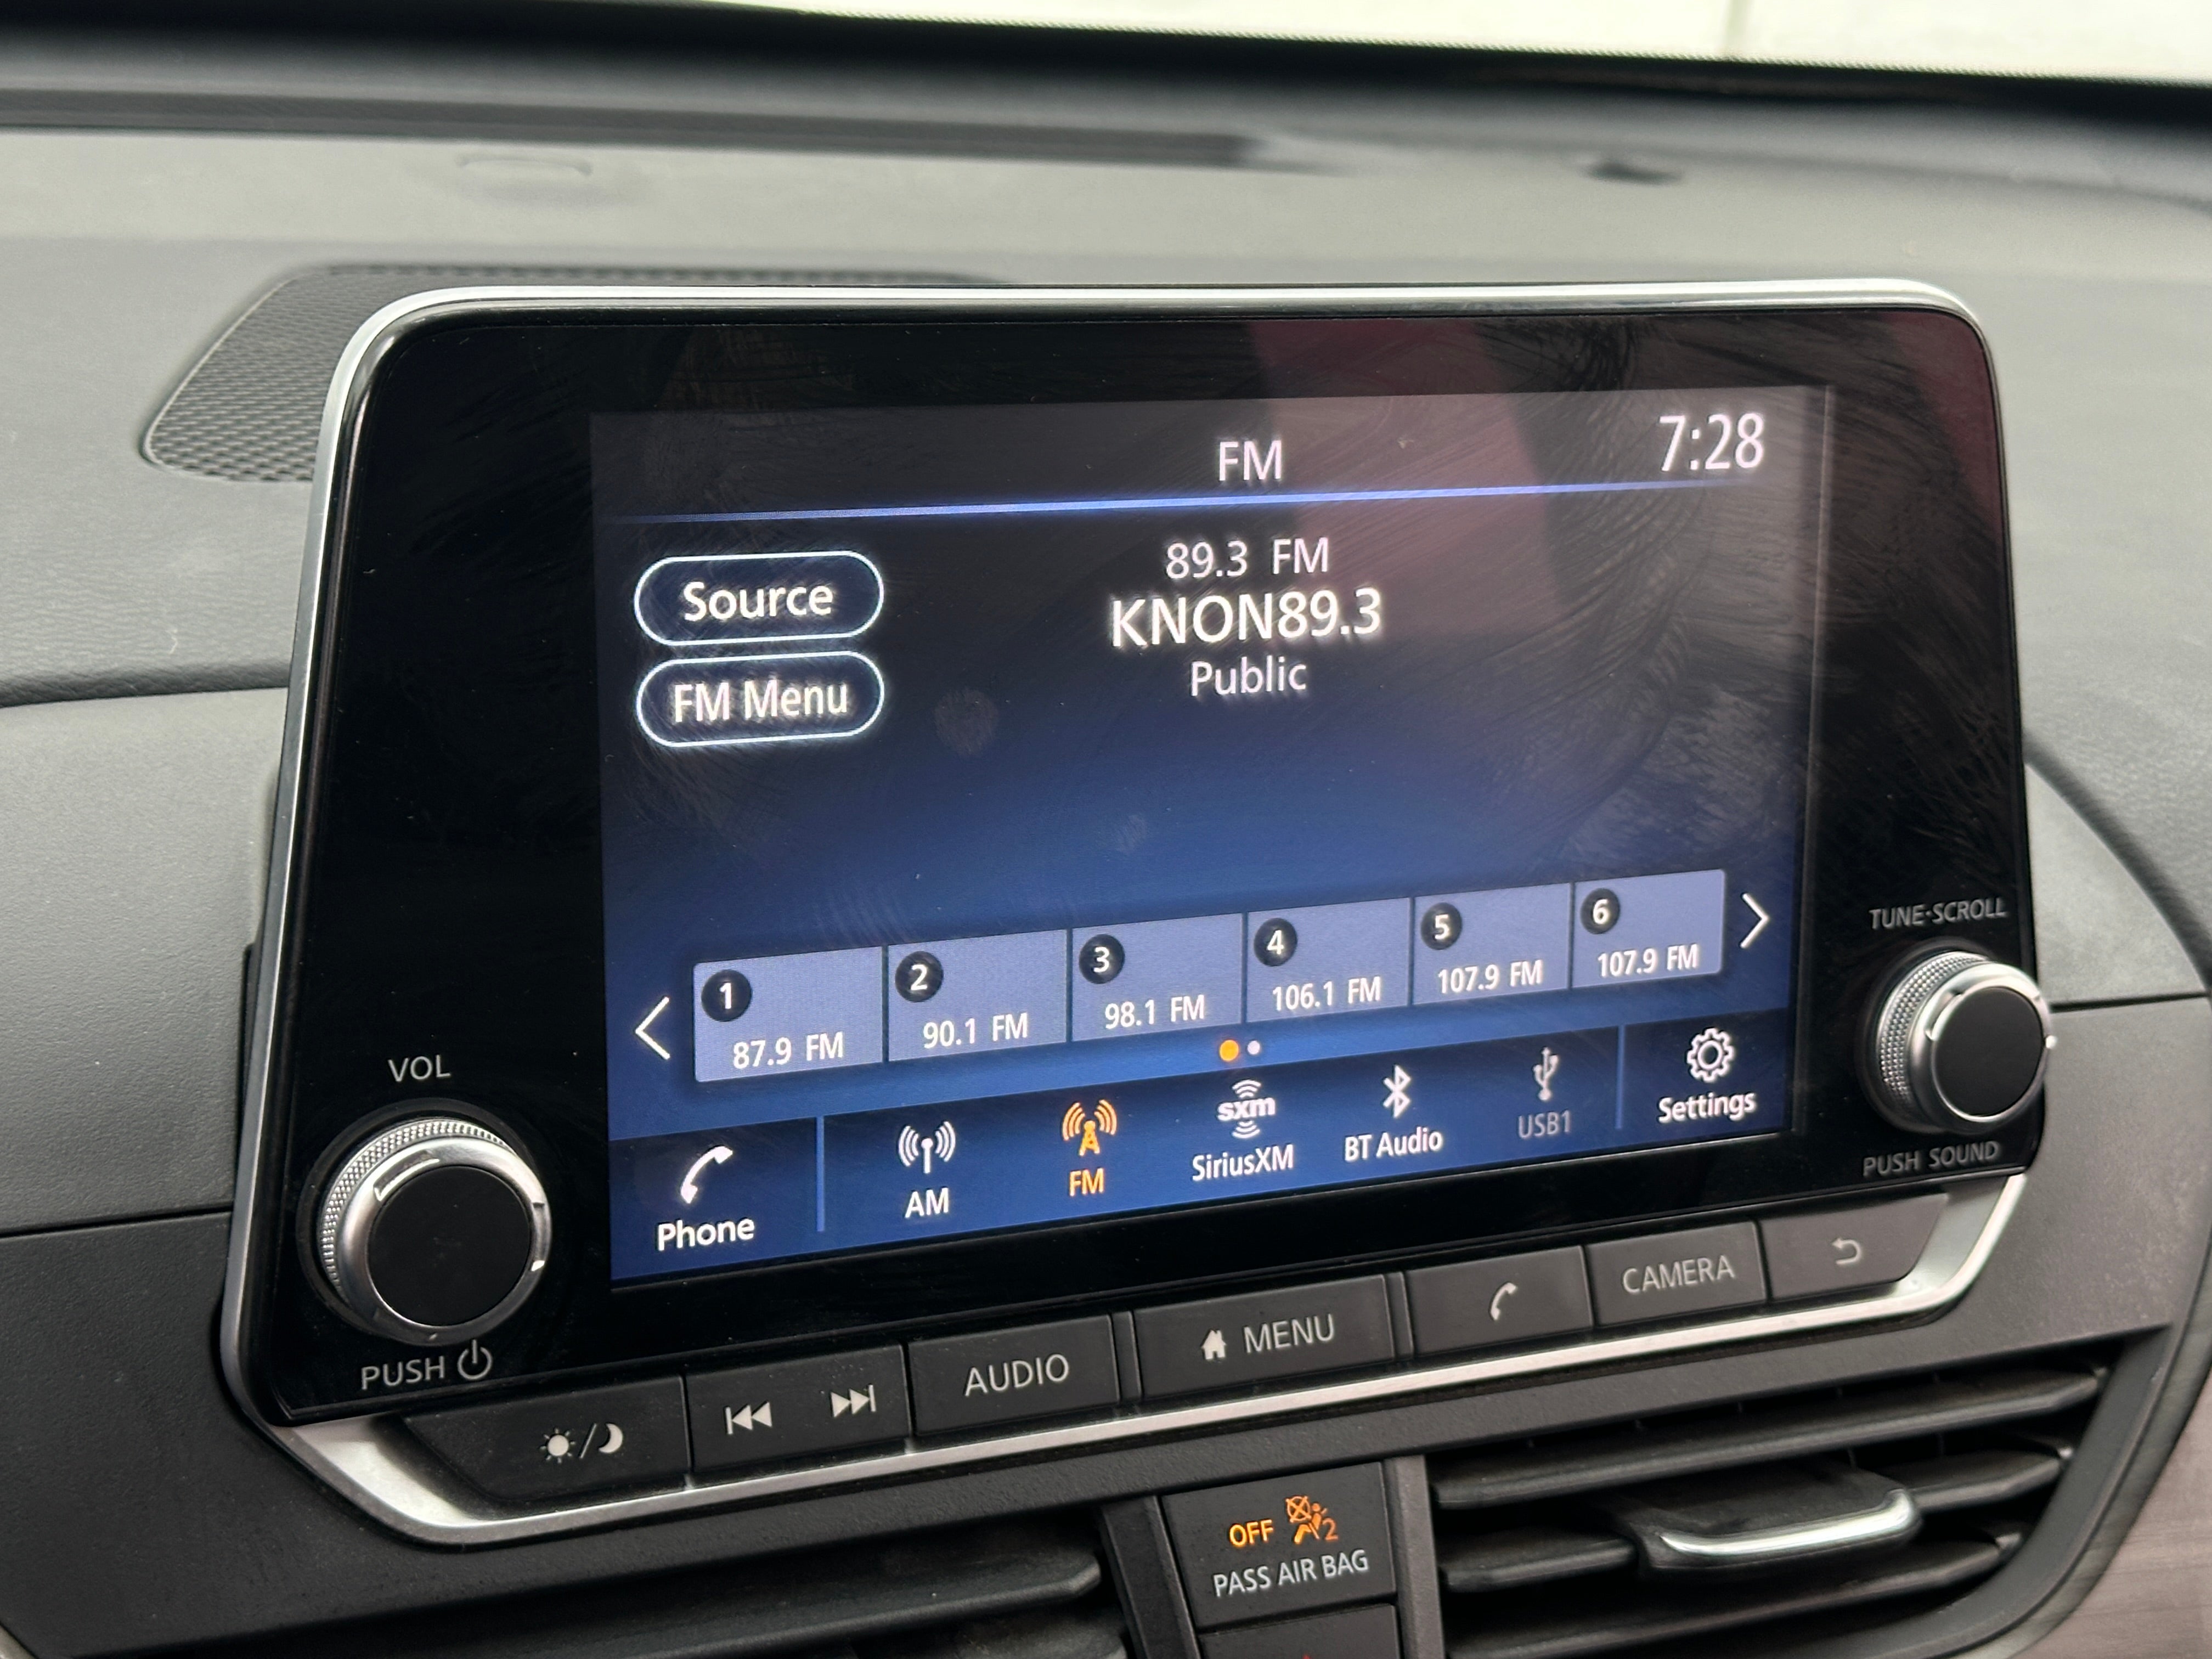 FM
7:28
Source
89.3 FM
KNON89.3
FM Menu
Public
1
2
3
4
5
6
87.9 FM
90.1 FM
98.1 FM
106.1 FM
107.9 FM
107.9 FM
Phone
AM
FM
sxm
SiriusXM
BT Audio
USB1
Settings
VOL
PUSH
TUNE·SCROLL
PUSH SOUND
AUDIO
MENU
CAMERA
OFF 2
PASS AIR BAG